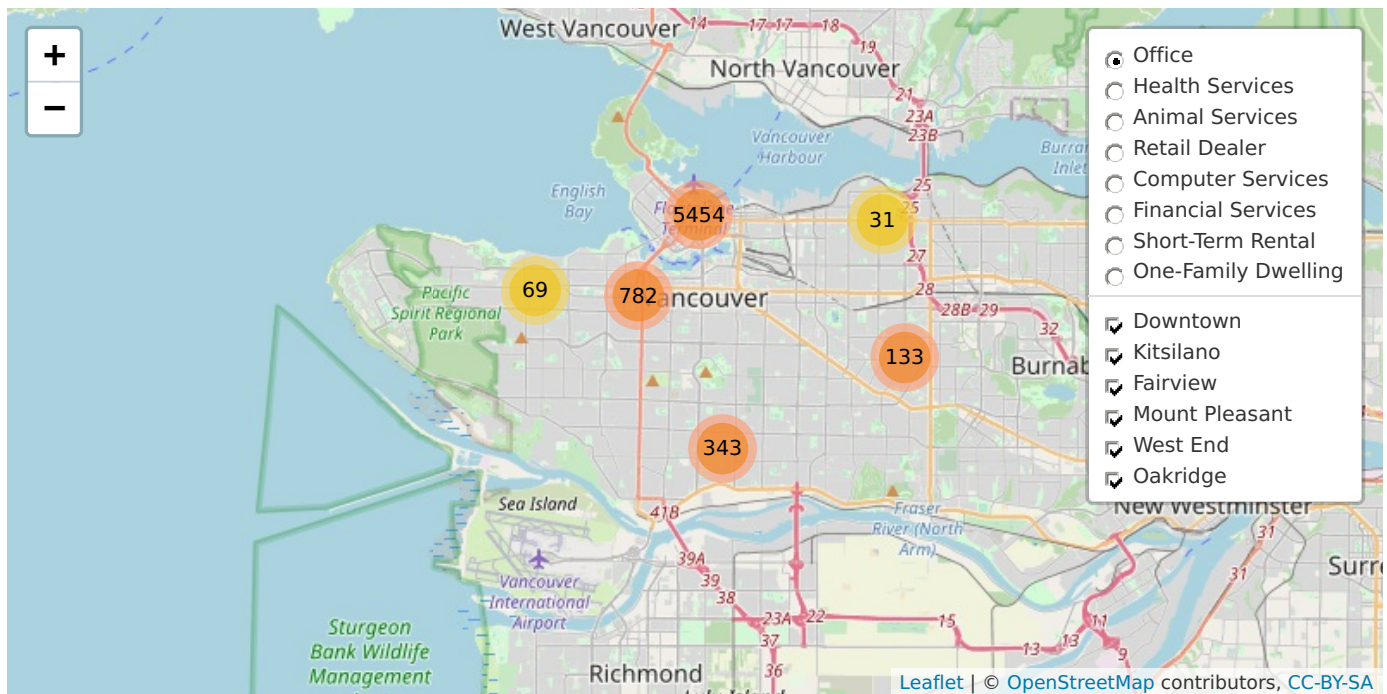 +
−
West Vancouver
14
17
17
18
19
North Vancouver
21
23A
23B
Vancouver
Harbour
English
Bay
25
25
5454
31
27
69
782
ancouver
28
28B
29
32
Pacific
Spirit Regional
Park
133
Burnab
343
Sea Island
41B
Fraser
River (North
Arm)
New Westminster
31
31
Surre
39A
39
38
Vancouver
International
Airport
23A
22
15
11
13
13
9
37
36
Sturgeon
Bank Wildlife
Management
Richmond
Office
Health Services
Animal Services
Retail Dealer
Computer Services
Financial Services
Short-Term Rental
One-Family Dwelling
Downtown
Kitsilano
Fairview
Mount Pleasant
West End
Oakridge
Leaflet | © OpenStreetMap contributors, CC-BY-SA